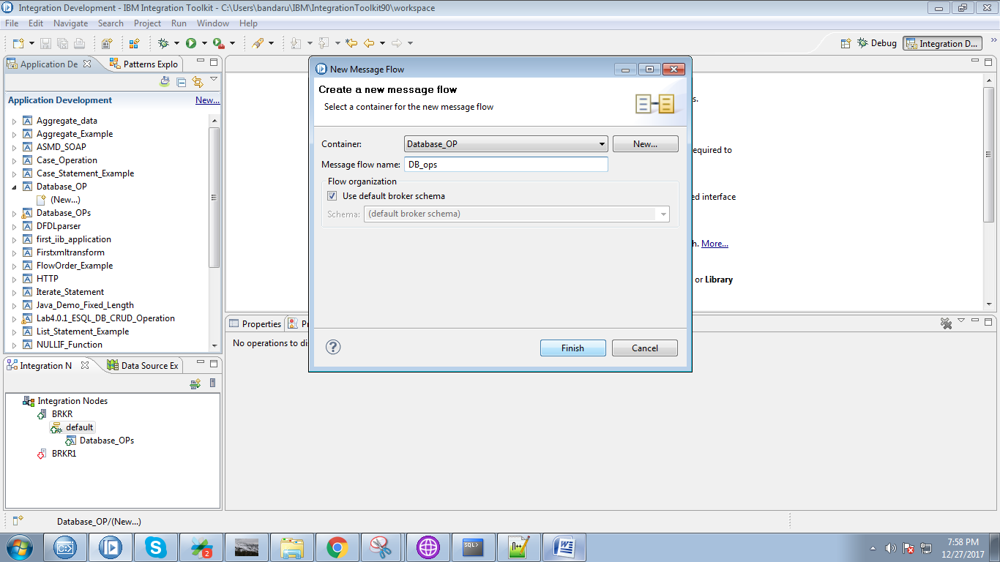 Integration Development - IBM Integration Toolkit - C:\Users\bandaru\IBM\IntegrationToolkit90\workspace
File Edit Navigate Search Project Run Window Help
Debug Integration D... »
Application De Patterns Explo
Application Development New...
Aggregate_data
Aggregate_Example
ASMD_SOAP
Case_Operation
Case_Statement_Example
Database_OP
(New...)
Database_OPs
DFDLparser
first_iib_application
Firstxmltransform
FlowOrder_Example
HTTP
Iterate_Statement
Java_Demo_Fixed_Length
Lab4.0.1_ESQL_DB_CRUD_Operation
List_Statement_Example
NULLIF_Function
Integration N Data Source Ex
Integration Nodes
BRKR
default
Database_OPs
BRKR1
New Message Flow
Create a new message flow
Select a container for the new message flow
Container: Database_OP New...
Message flow name: DB_ops
Flow organization
Use default broker schema
Schema: (default broker schema)
? Finish Cancel
s.
equired to
ed interface
h. More...
or Library
Properties
No operations to di
Database_OP/(New...)
C:\
S
2
SQL>
W
7:58 PM
12/27/2017